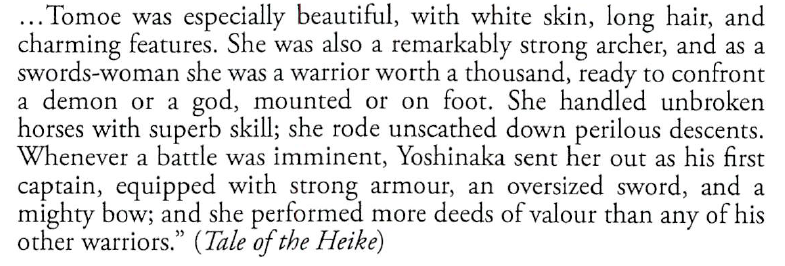 …Tomoe was especially beautiful, with white skin, long hair, and
charming features. She was also a remarkably strong archer, and as a
swords-woman she was a warrior worth a thousand, ready to confront
a demon or a god, mounted or on foot. She handled unbroken
horses with superb skill; she rode unscathed down perilous descents.
Whenever a battle was imminent, Yoshinaka sent her out as his first
captain, equipped with strong armour, an oversized sword, and a
mighty bow; and she performed more deeds of valour than any of his
other warriors.” (Tale of the Heike)